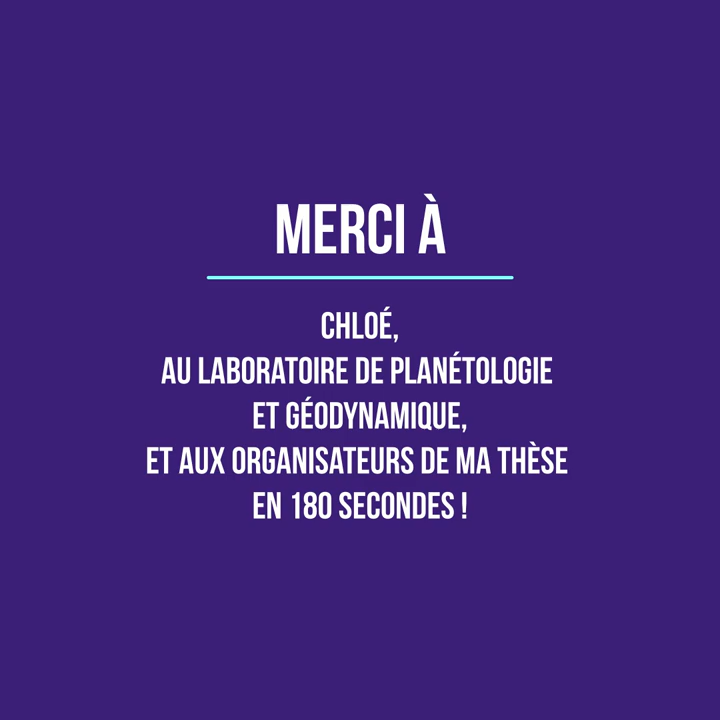 MERCI À
CHLOÉ,
AU LABORATOIRE DE PLANÉTOLOGIE
ET GÉODYNAMIQUE,
ET AUX ORGANISATEURS DE MA THÈSE
EN 180 SECONDES !